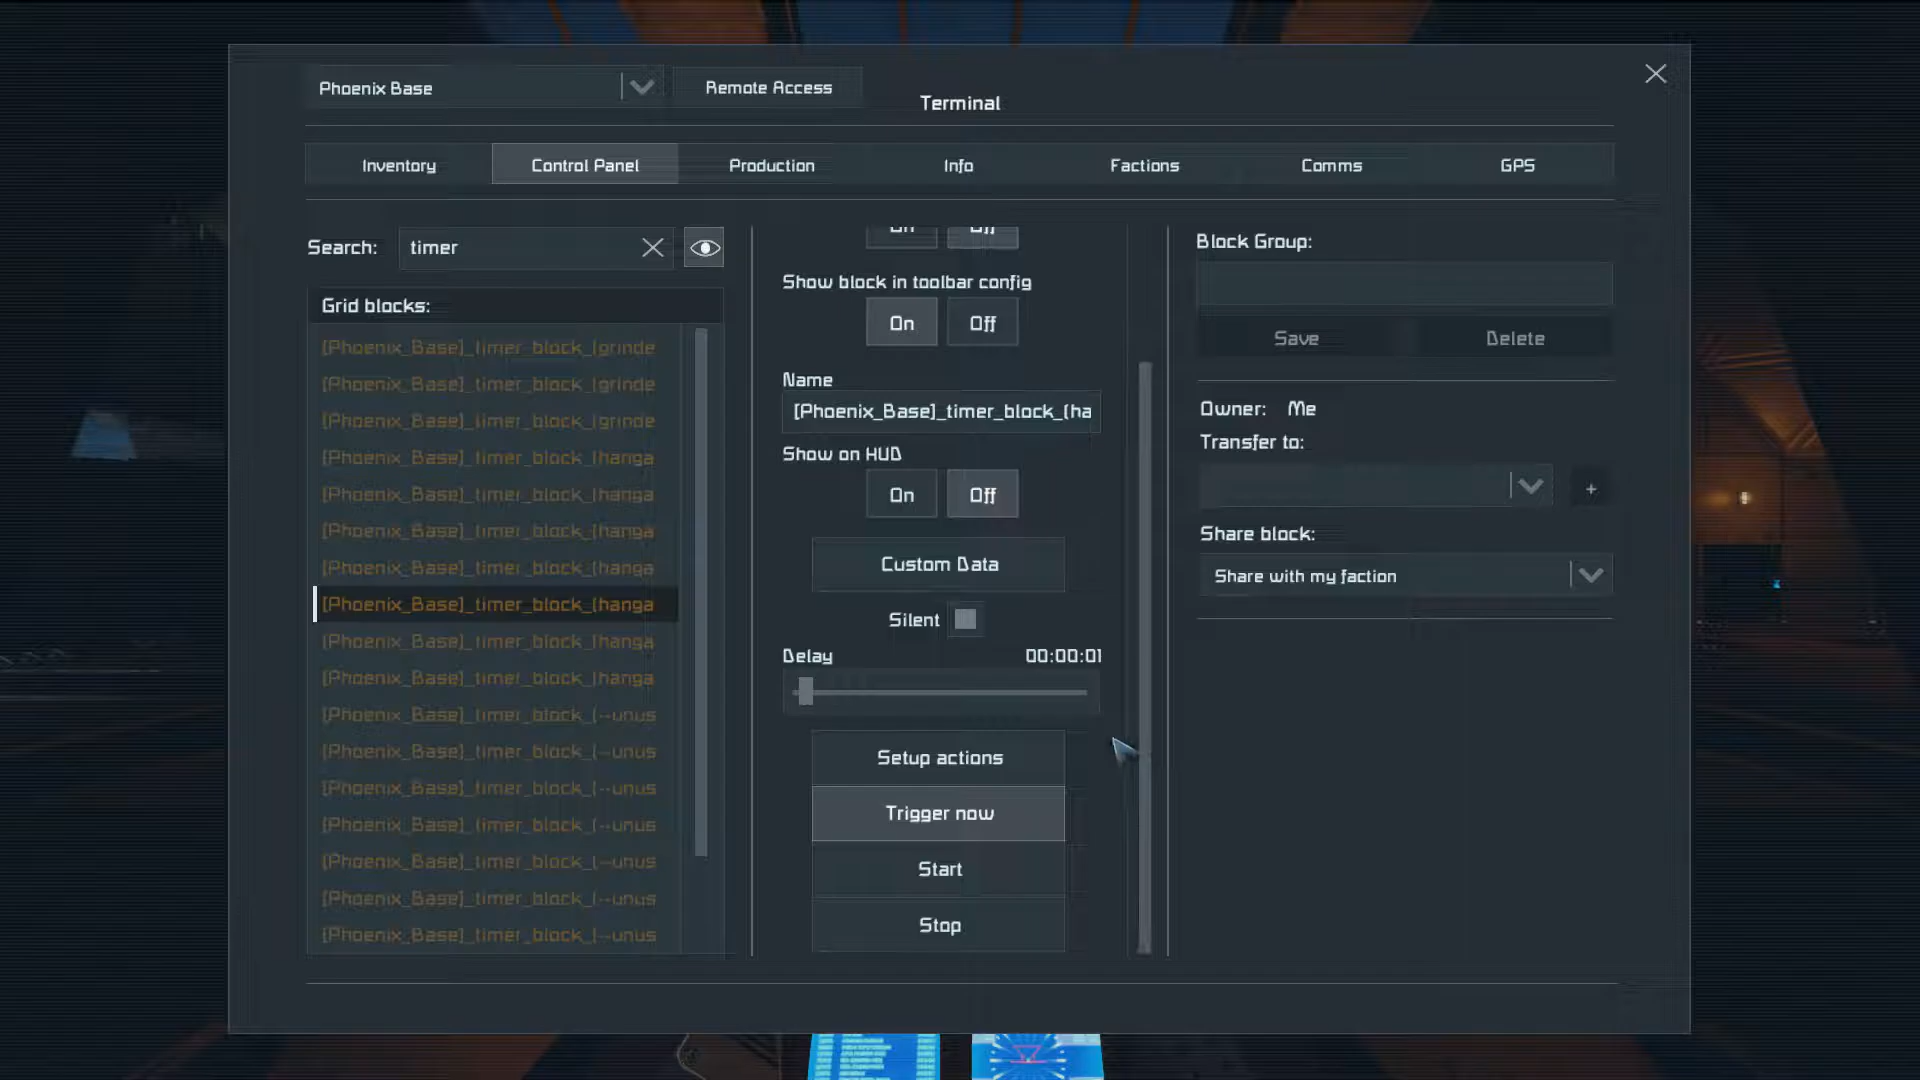 Phoenix Base
Remote Access
Terminal
Inventory
Control Panel
Production
Info
Factions
Comms
GPS
Search:
timer
Grid blocks:
[Phoenix_Base]_timer_block_(grinde
[Phoenix_Base]_timer_block_(grinde
[Phoenix_Base]_timer_block_(grinde
[Phoenix_Base]_timer_block_(hanga
[Phoenix_Base]_timer_block_(hanga
[Phoenix_Base]_timer_block_(hanga
[Phoenix_Base]_timer_block_(hanga
[Phoenix_Base]_timer_block_(hanga
[Phoenix_Base]_timer_block_(hanga
[Phoenix_Base]_timer_block_(hanga
[Phoenix_Base]_timer_block_(--unus
[Phoenix_Base]_timer_block_(--unus
[Phoenix_Base]_timer_block_(--unus
[Phoenix_Base]_timer_block_(--unus
[Phoenix_Base]_timer_block_(--unus
[Phoenix_Base]_timer_block_(--unus
[Phoenix_Base]_timer_block_(--unus
On Off
Show block in toolbar config
On Off
Name
[Phoenix_Base]_timer_block_(ha
Show on HUD
On Off
Custom Data
Silent
Delay 00:00:01
Setup actions
Trigger now
Start
Stop
Block Group:
Save Delete
Owner: Me
Transfer to:
+
Share block:
Share with my faction